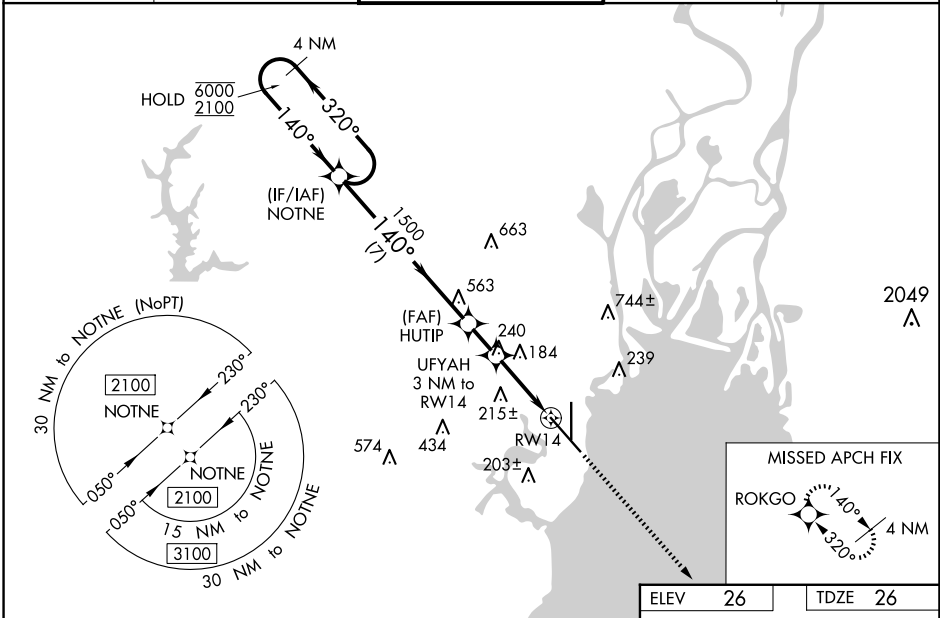 4 NM
HOLD 6000
2100
140°
320°
(IF/IAF)
NOTNE
1500
140°
(7)
663
563
(FAF)
HUTIP
240
184
744±
2049
239
UFYAH
3 NM to
RW14
215±
RW14
574
434
203±
30 NM to NOTNE (NoPT)
2100
NOTNE
230°
050°
230°
NOTNE
050°
2100
15 NM to NOTNE
3100
30 NM to NOTNE
MISSED APCH FIX
ROKGO
140°
320°
4 NM
ELEV 26
TDZE 26